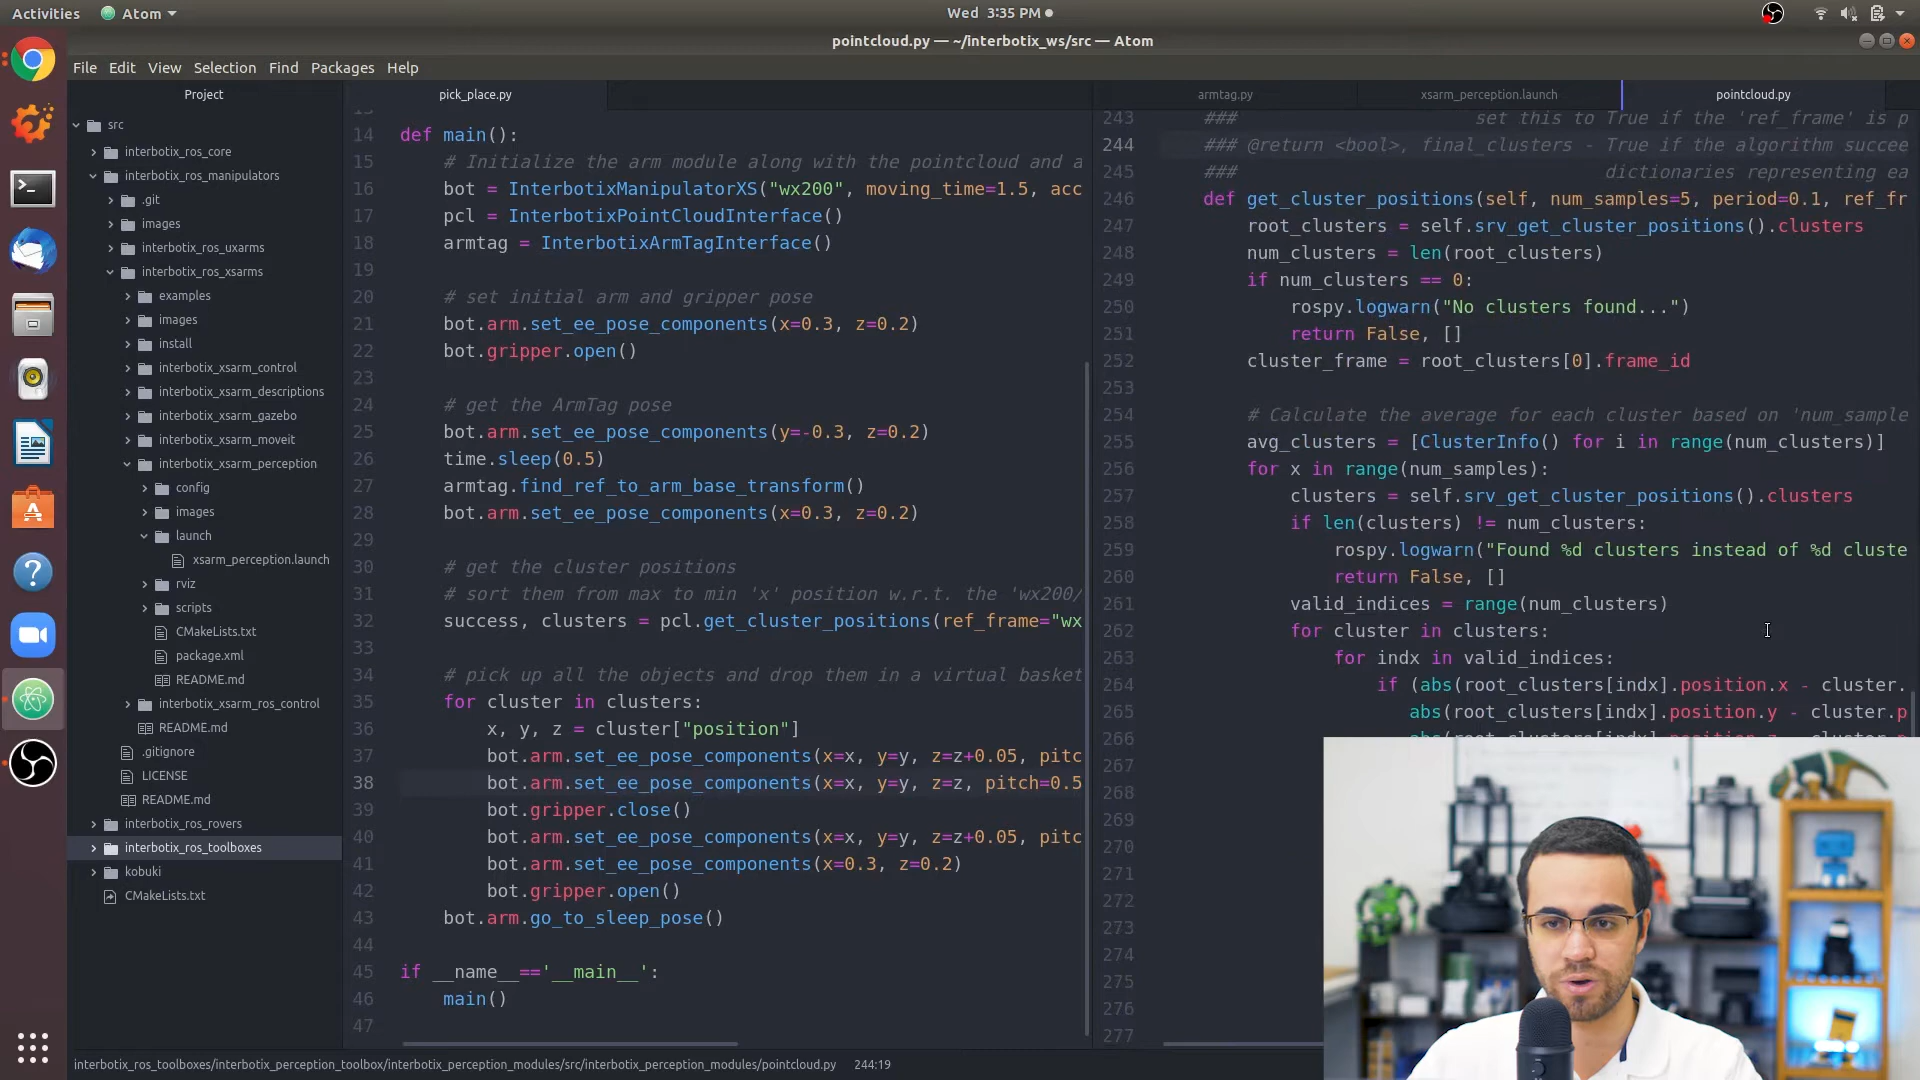 Activities
Atom
Wed 3:35 PM
pointcloud.py — ~/interbotix_ws/src — Atom
File Edit View Selection Find Packages Help
Project
src
interbotix_ros_core
interbotix_ros_manipulators
.git
images
interbotix_ros_uxarms
interbotix_ros_xsarms
examples
images
install
interbotix_xsarm_control
interbotix_xsarm_descriptions
interbotix_xsarm_gazebo
interbotix_xsarm_moveit
interbotix_xsarm_perception
config
images
launch
xsarm_perception.launch
rviz
scripts
CMakeLists.txt
package.xml
README.md
interbotix_xsarm_ros_control
README.md
.gitignore
LICENSE
README.md
interbotix_ros_rovers
interbotix_ros_toolboxes
kobuki
CMakeLists.txt
pick_place.py
14 def main():
15 # Initialize the arm module along with the pointcloud and a
16 bot = InterbotixManipulatorXS("wx200", moving_time=1.5, acc
17 pcl = InterbotixPointCloudInterface()
18 armtag = InterbotixArmTagInterface()
19
20 # set initial arm and gripper pose
21 bot.arm.set_ee_pose_components(x=0.3, z=0.2)
22 bot.gripper.open()
23
24 # get the ArmTag pose
25 bot.arm.set_ee_pose_components(y=-0.3, z=0.2)
26 time.sleep(0.5)
27 armtag.find_ref_to_arm_base_transform()
28 bot.arm.set_ee_pose_components(x=0.3, z=0.2)
29
30 # get the cluster positions
31 # sort them from max to min 'x' position w.r.t. the 'wx200/
32 success, clusters = pcl.get_cluster_positions(ref_frame="wx
33
34 # pick up all the objects and drop them in a virtual basket
35 for cluster in clusters:
36 x, y, z = cluster["position"]
37 bot.arm.set_ee_pose_components(x=x, y=y, z=z+0.05, pitc
38 bot.arm.set_ee_pose_components(x=x, y=y, z=z, pitch=0.5
39 bot.gripper.close()
40 bot.arm.set_ee_pose_components(x=x, y=y, z=z+0.05, pitc
41 bot.arm.set_ee_pose_components(x=0.3, z=0.2)
42 bot.gripper.open()
43 bot.arm.go_to_sleep_pose()
44
45 if __name__=='__main__':
46 main()
47
armtag.py
xsarm_perception.launch
pointcloud.py
243 ### set this to True if the 'ref_frame' is p
244 ### @return <bool>, final_clusters - True if the algorithm succee
245 ### dictionaries representing ea
246 def get_cluster_positions(self, num_samples=5, period=0.1, ref_fr
247 root_clusters = self.srv_get_cluster_positions().clusters
248 num_clusters = len(root_clusters)
249 if num_clusters == 0:
250 rospy.logwarn("No clusters found...")
251 return False, []
252 cluster_frame = root_clusters[0].frame_id
253
254 # Calculate the average for each cluster based on 'num_sample
255 avg_clusters = [ClusterInfo() for i in range(num_clusters)]
256 for x in range(num_samples):
257 clusters = self.srv_get_cluster_positions().clusters
258 if len(clusters) != num_clusters:
259 rospy.logwarn("Found %d clusters instead of %d cluste
260 return False, []
261 valid_indices = range(num_clusters)
262 for cluster in clusters:
263 for indx in valid_indices:
264 if (abs(root_clusters[indx].position.x - cluster.
265 abs(root_clusters[indx].position.y - cluster.p
266
267
268
269
270
271
272
273
274
275
276
277
interbotix_ros_toolboxes/interbotix_perception_toolbox/interbotix_perception_modules/src/interbotix_perception_modules/pointcloud.py 244:19